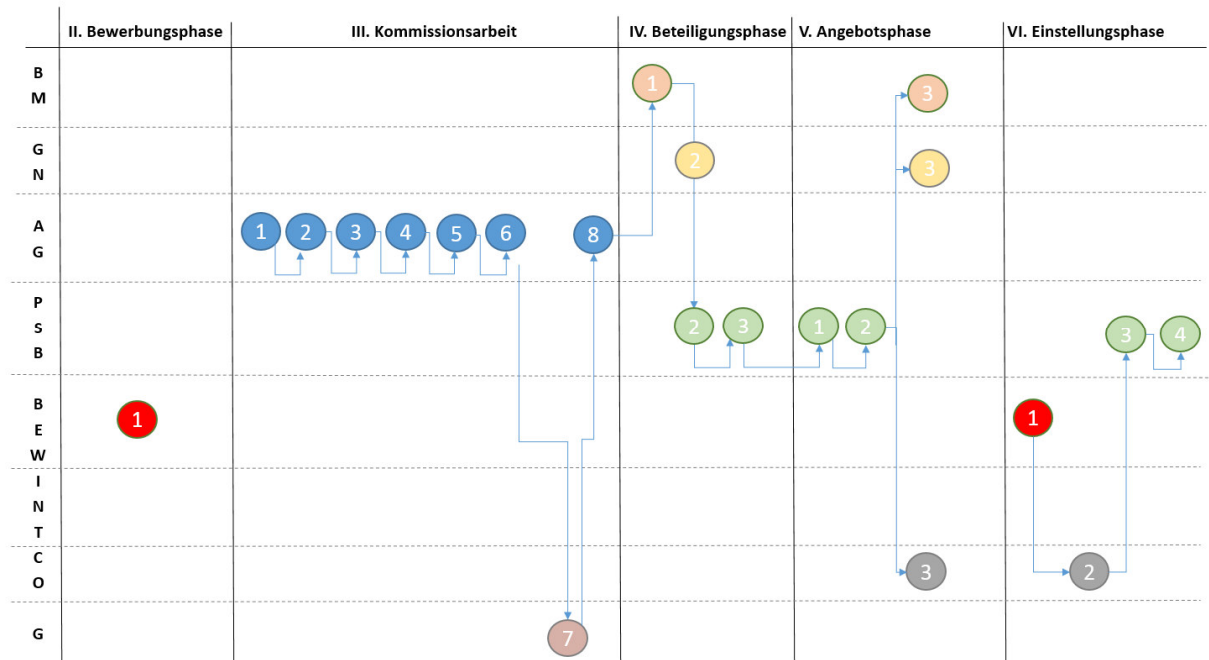 II. Bewerbungsphase III. Kommissionsarbeit IV. Beteiligungsphase V. Angebotsphase VI. Einstellungsphase
B
M
1
3
G
N
2
3
A
G
1 2 3 4 5 6 8
P
S
B
2 3 1 2 3 4
B
E
W
1
1
I
N
T
C
O
3
2
G
7